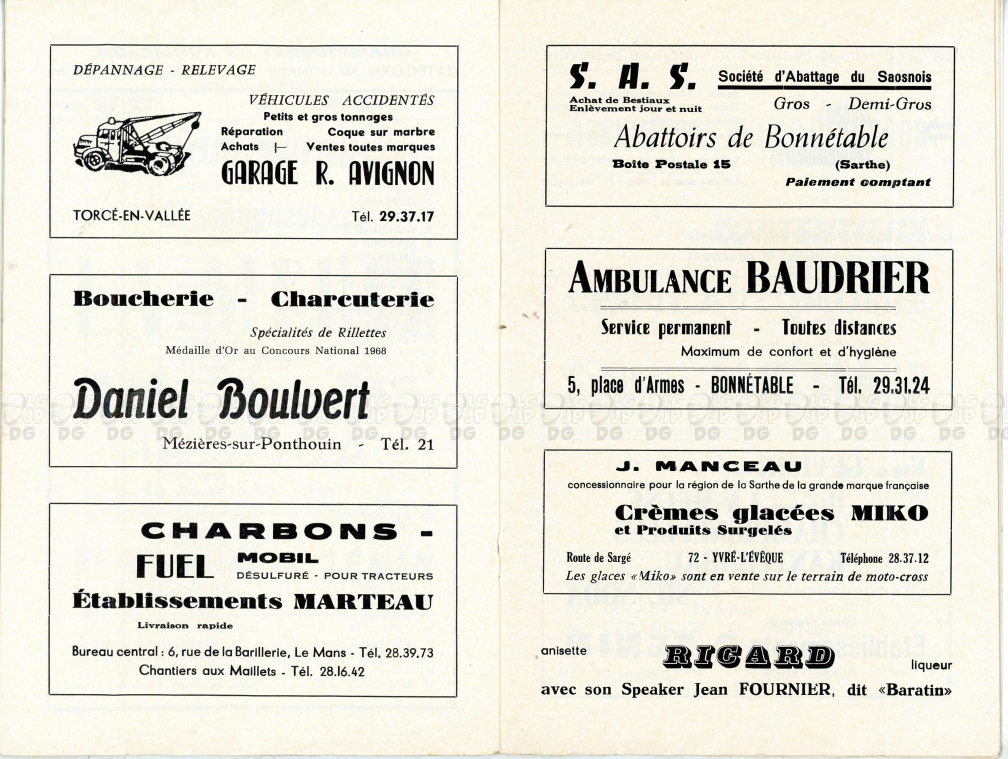 DÉPANNAGE - RELEVAGE
VÉHICULES ACCIDENTÉS
Petits et gros tonnages
Réparation Coque sur marbre
Achats Ventes toutes marques
GARAGE R. AVIGNON
TORCÉ-EN-VALLÉE Tél. 29.37.17
Boucherie - Charcuterie
Spécialités de Rillettes
Médaille d'Or au Concours National 1968
Daniel Boulvert
Mézières-sur-Ponthouin - Tél. 21
CHARBONS -
FUEL MOBIL
DÉSULFURÉ - POUR TRACTEURS
Établissements MARTEAU
Livraison rapide
Bureau central : 6, rue de la Barillerie, Le Mans - Tél. 28.39.73
Chantiers aux Maillets - Tél. 28.16.42
S. A. S. Société d'Abattage du Saosnois
Achat de Bestiaux
Enlèvement jour et nuit
Gros - Demi-Gros
Abattoirs de Bonnétable
Boîte Postale 15 (Sarthe)
Paiement comptant
AMBULANCE BAUDRIER
Service permanent - Toutes distances
Maximum de confort et d'hygiène
5, place d'Armes - BONNÉTABLE - Tél. 29.31.24
J. MANCEAU
concessionnaire pour la région de la Sarthe de la grande marque française
Crèmes glacées MIKO
et Produits Surgelés
Route de Sargé 72 - YVRÉ-L'ÉVÊQUE Téléphone 28.37.12
Les glaces «Miko» sont en vente sur le terrain de moto-cross
anisette RICARD liqueur
avec son Speaker Jean FOURNIER, dit «Baratin»